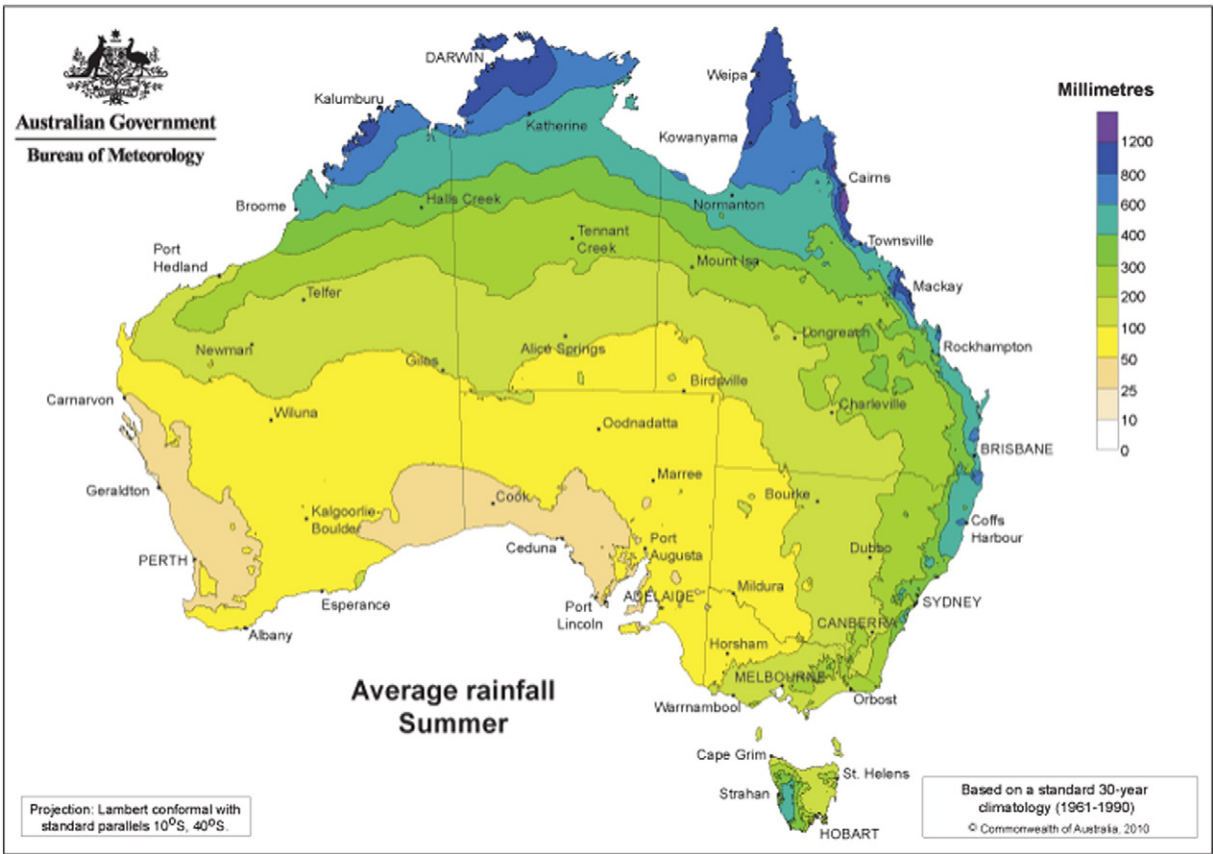 Australian Government
Bureau of Meteorology
DARWIN
Weipa
Kalumburu
Katherine
Kowanyama
Cairns
Broome
Halls Creek
Normanton
Port
Hedland
Tennant
Creek
Townsville
Mount Isa
Telfer
Mackay
Newman
Giles
Alice Springs
Longreach
Rockhampton
Birdsville
Carnarvon
Wiluna
Oodnadatta
Charleville
BRISBANE
Geraldton
Marree
Bourke
Cook
Kalgoorlie-
Boulder
Coffs
Harbour
PERTH
Ceduna
Port
Augusta
Dubbo
Esperance
Port
Lincoln
ADELAIDE
Mildura
SYDNEY
Albany
CANBERRA
Horsham
MELBOURNE
Warrnambool
Orbost
Cape Grim
St. Helens
Strahan
HOBART
Millimetres
1200
800
600
400
300
200
100
50
25
10
0
Average rainfall
Summer
Projection: Lambert conformal with
standard parallels 10°S, 40°S.
Based on a standard 30-year
climatology (1961-1990)
© Commonwealth of Australia, 2010